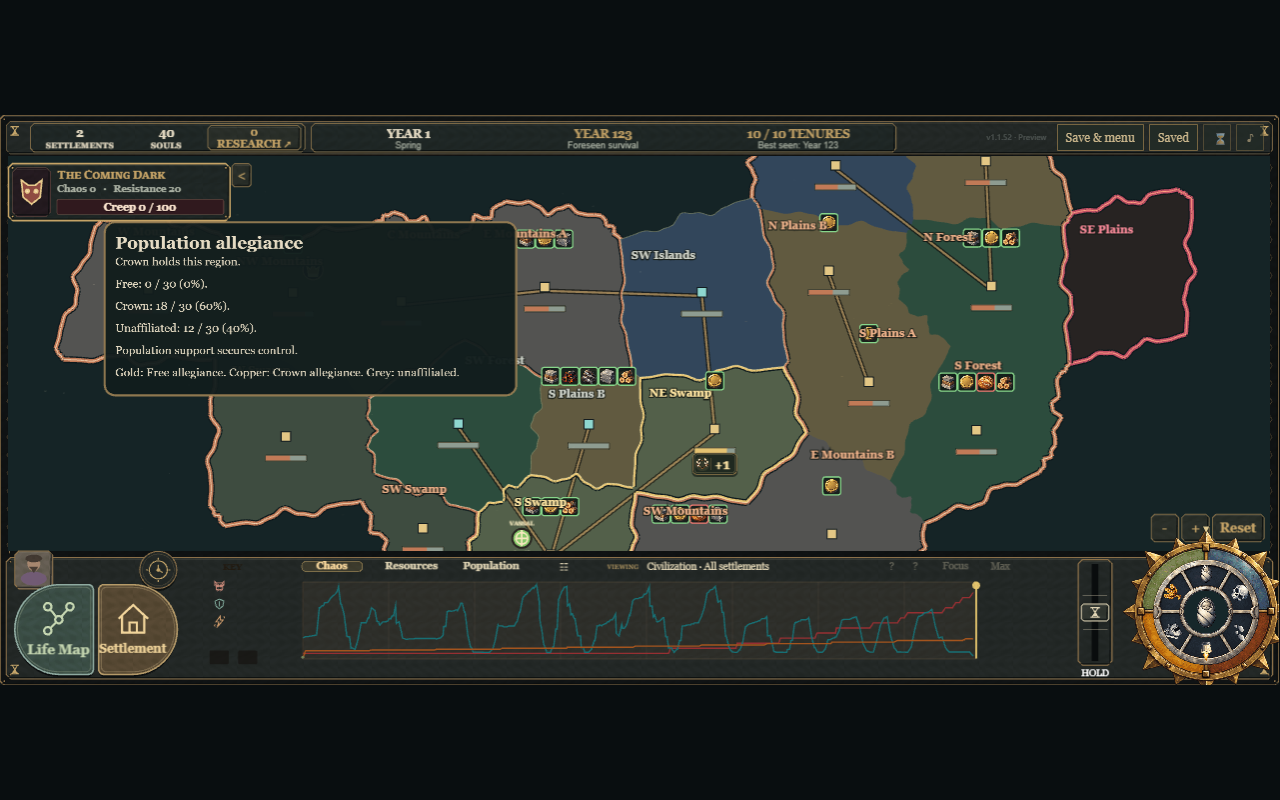 2
SETTLEMENTS
40
SOULS
0
RESEARCH ↗
YEAR 1
Spring
YEAR 123
Foreseen survival
10 / 10 TENURES
Best seen: Year 123
v1.1.52 · Preview
Save & menu
Saved
THE COMING DARK
Chaos 0 · Resistance 20
Creep 0 / 100
<
Population allegiance
Crown holds this region.
Free: 0 / 30 (0%).
Crown: 18 / 30 (60%).
Unaffiliated: 12 / 30 (40%).
Population support secures control.
Gold: Free allegiance. Copper: Crown allegiance. Grey: unaffiliated.
SW Islands
N Plains B
N Forest
SE Plains
S Plains A
S Forest
S Plains B
NE Swamp
+1
E Mountains B
SW Swamp
S Swamp
VASSAL
SW Mountains
-
+
Reset
Life Map
Settlement
Chaos
Resources
Population
VIEWING
Civilization · All settlements
?
?
Focus
Max
HOLD